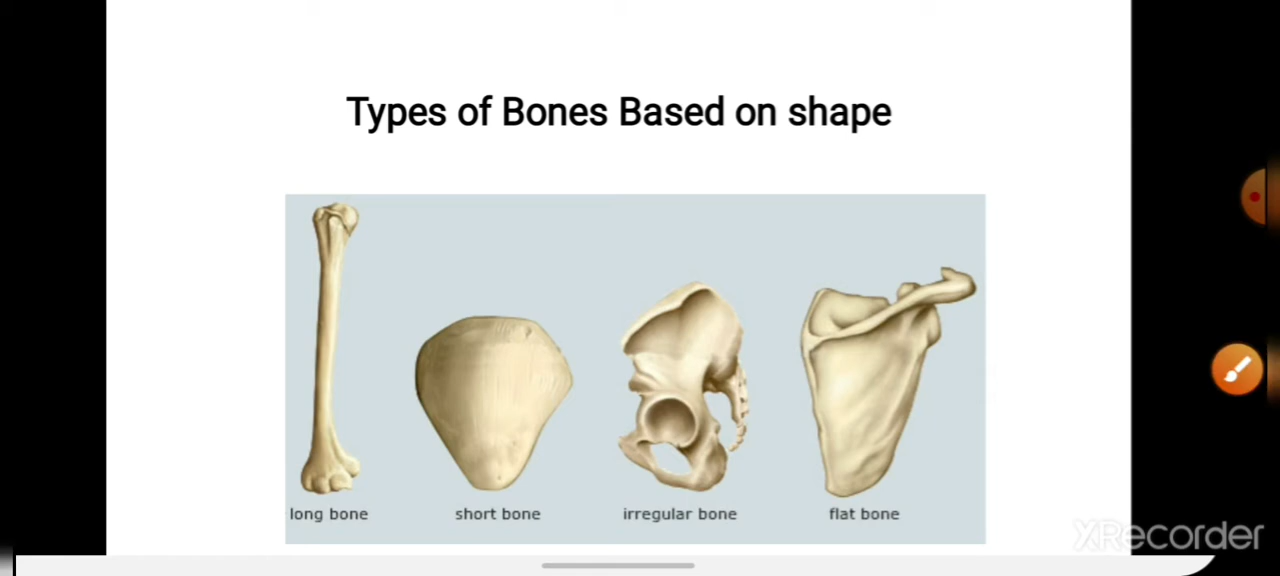 Types of Bones Based on shape
long bone short bone irregular bone flat bone
XRecorder